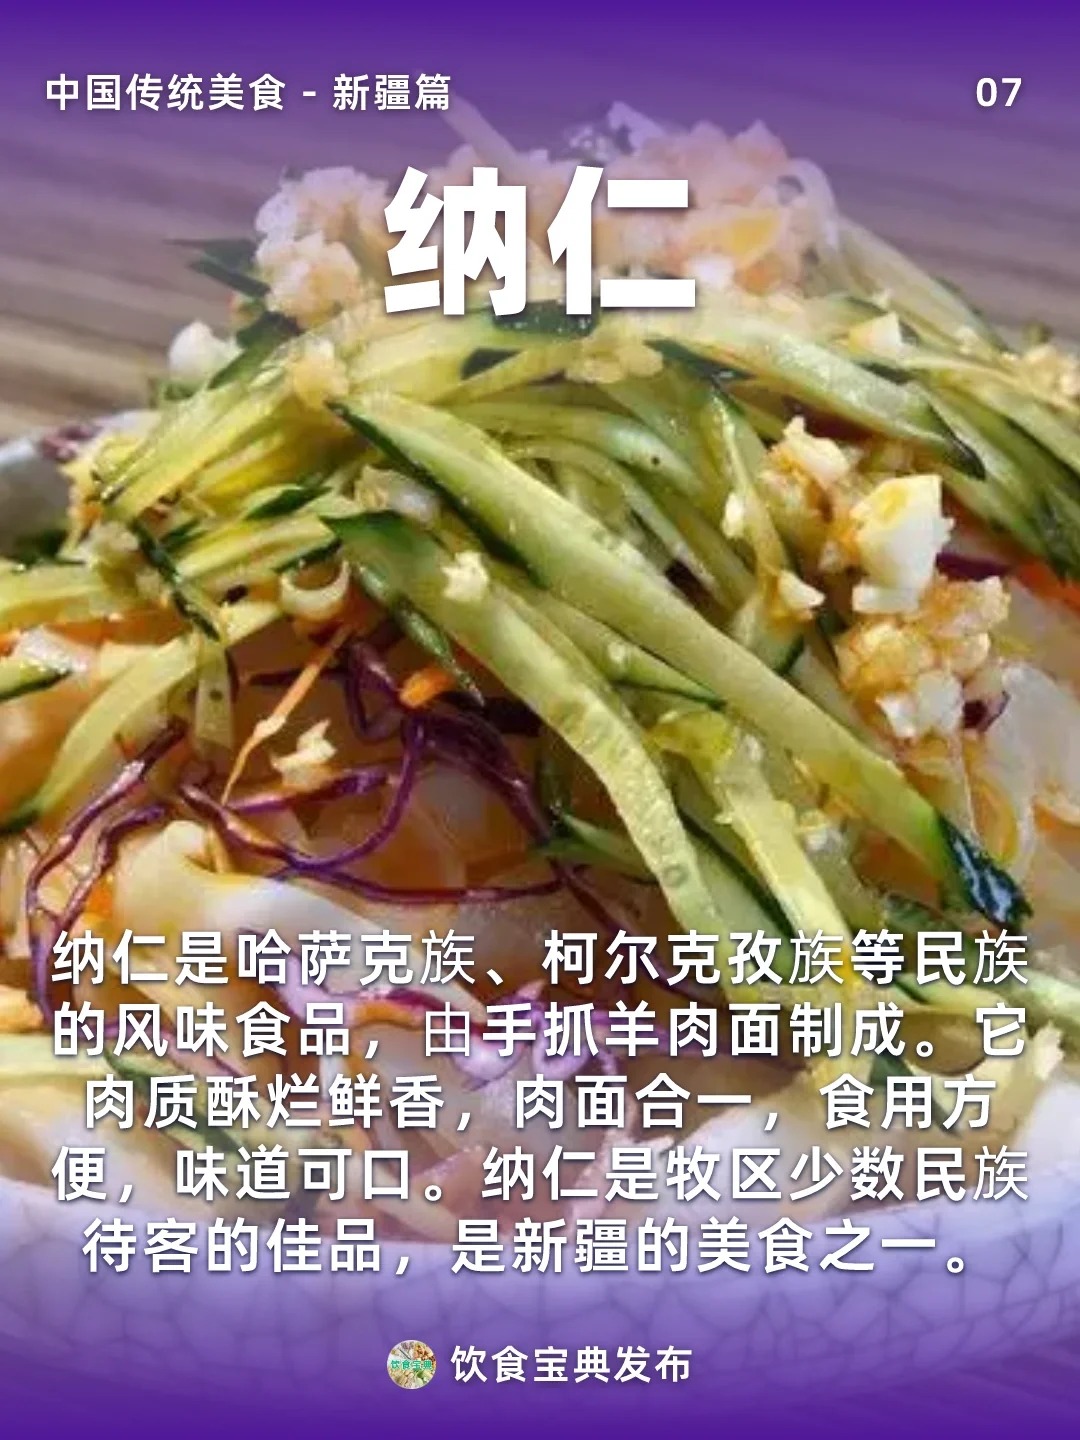 中国传统美食 - 新疆篇
07
纳仁
纳仁是哈萨克族、柯尔克孜族等民族
的风味食品，由手抓羊肉面制成。它
肉质酥烂鲜香，肉面合一，食用方
便，味道可口。纳仁是牧区少数民族
待客的佳品，是新疆的美食之一。
饮食宝典
饮食宝典发布